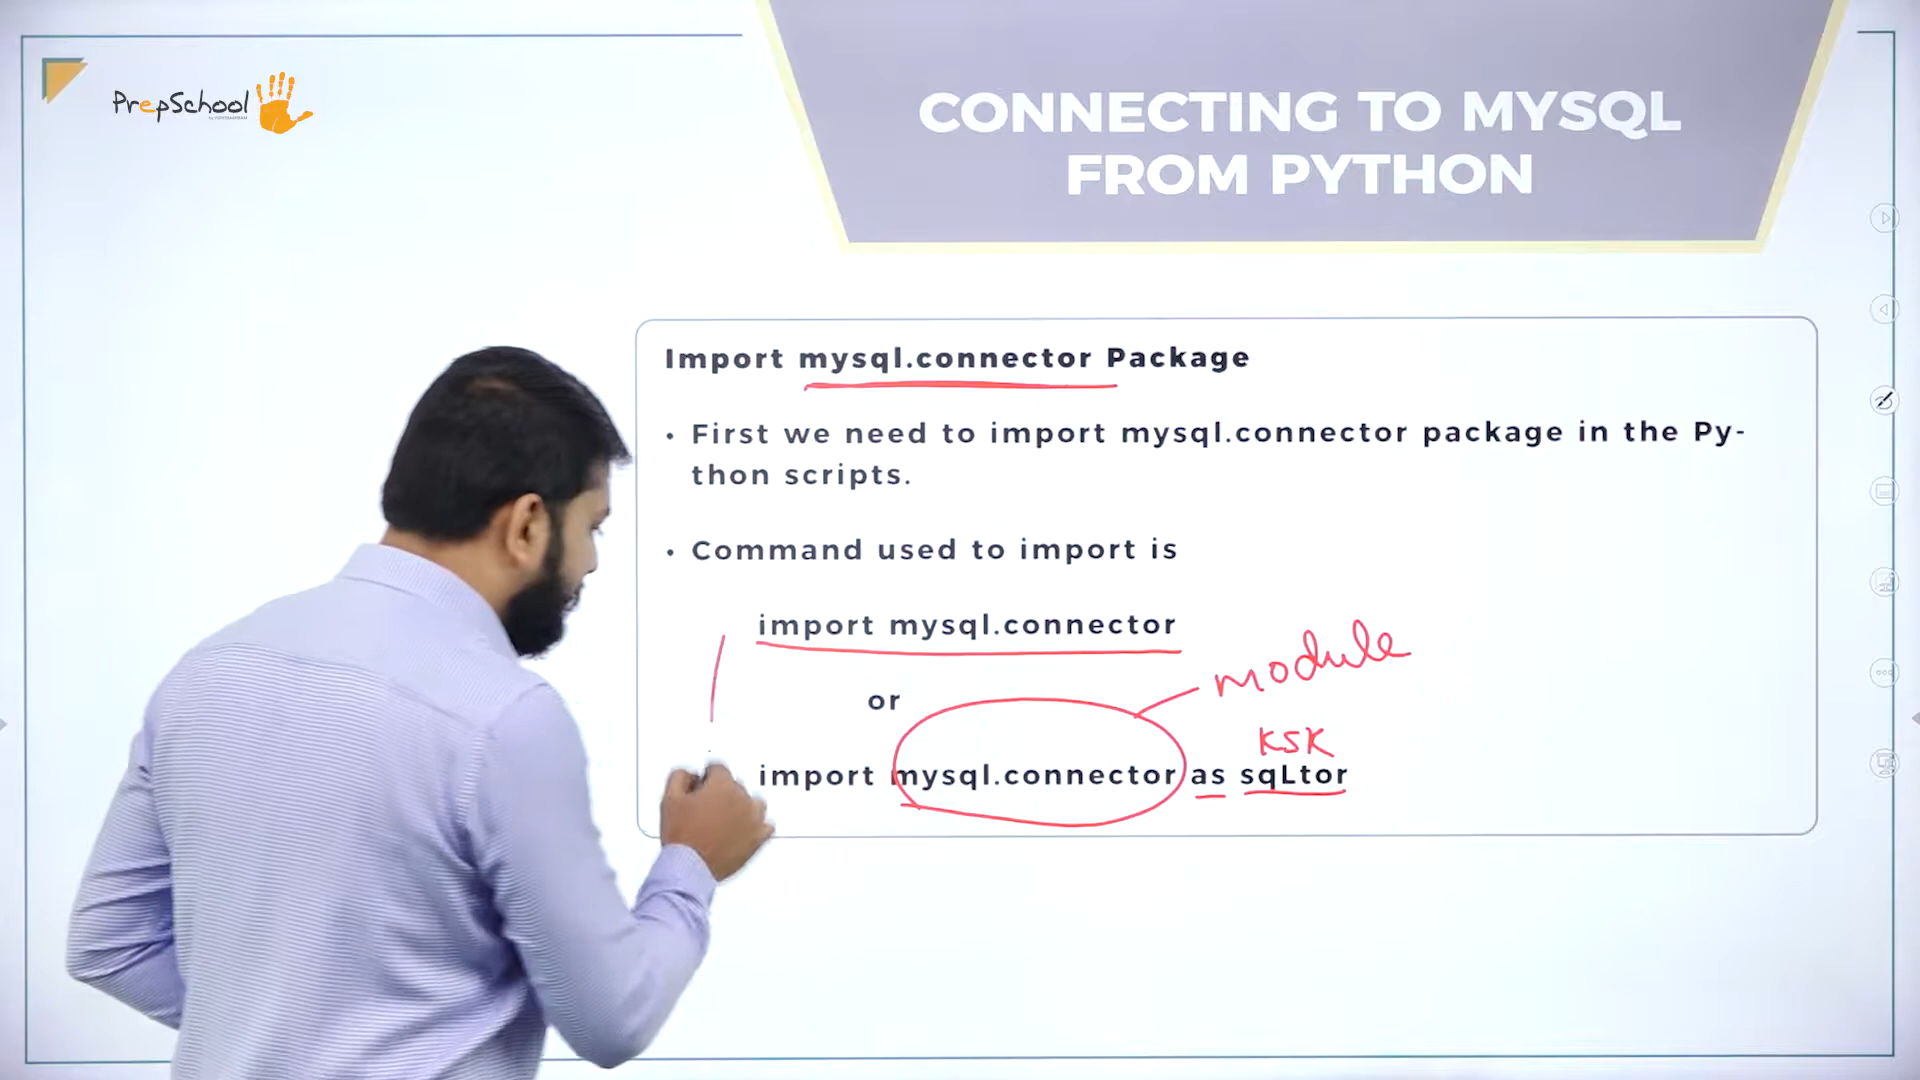 PrepSchool
CONNECTING TO MYSQL
FROM PYTHON
Import mysql.connector Package
• First we need to import mysql.connector package in the Py-
thon scripts.
• Command used to import is
import mysql.connector
module
or
KSK
import mysql.connector as sqLtor